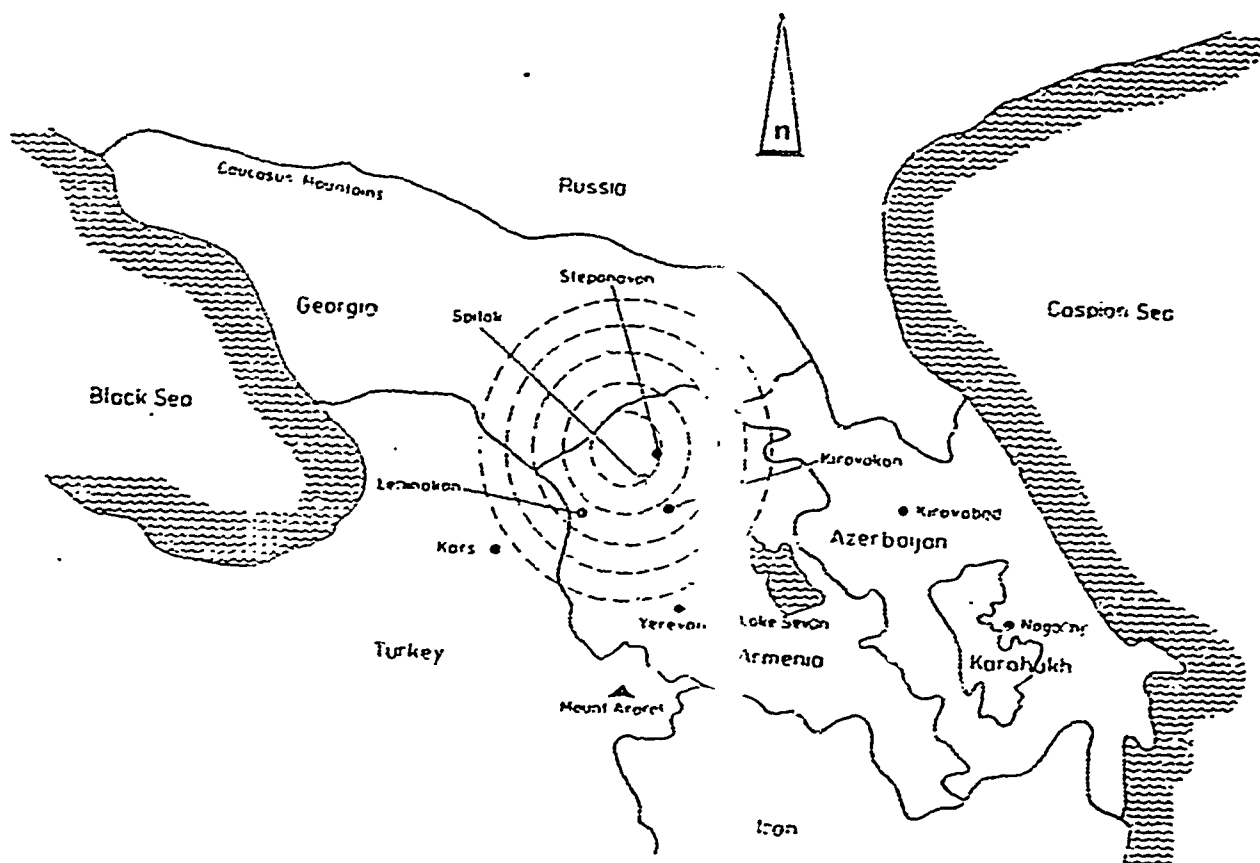 n
Caucasus Mountains
Russia
Stepanavan
Georgia
Spitak
Caspian Sea
Black Sea
Kirovakan
Leninakan
Kirovabad
Azerbaijan
Kars
Yerevan
Lake Sevan
Turkey
Armenia
Karabakh
Mount Ararat
Iran